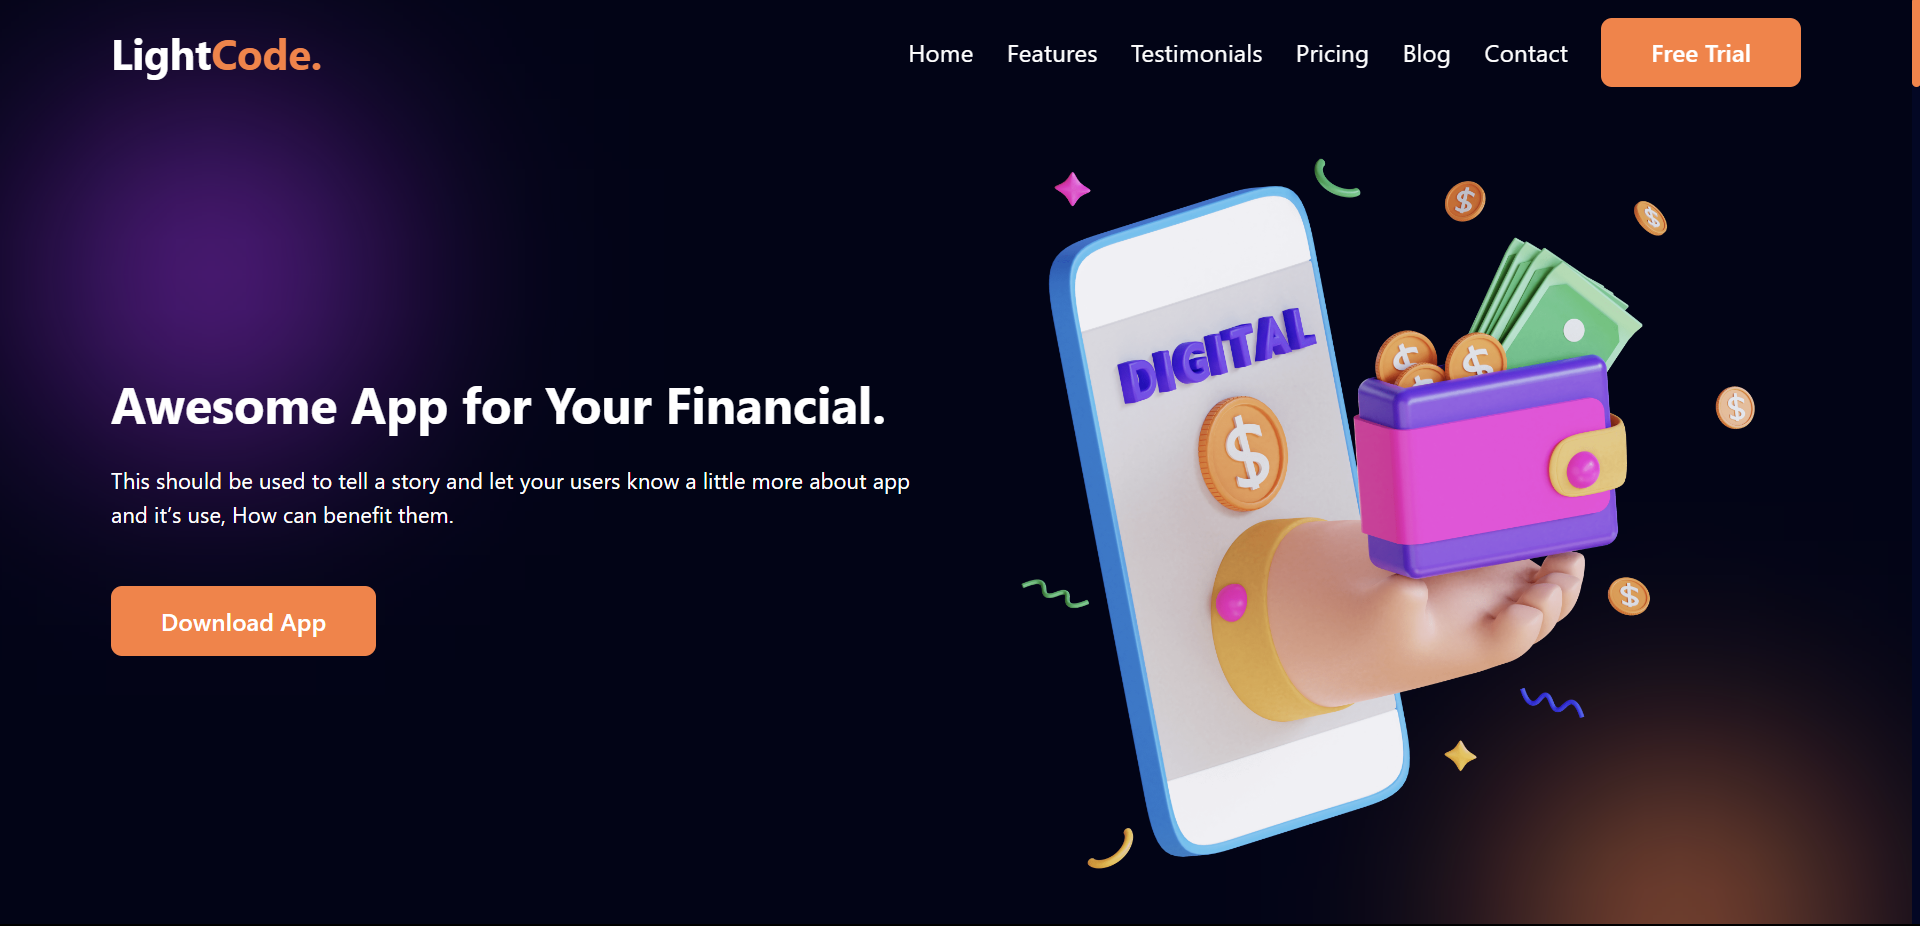 LightCode.
Home Features Testimonials Pricing Blog Contact Free Trial
DIGITAL
$
$
$
$
$
$
$
$
$
Awesome App for Your Financial.
This should be used to tell a story and let your users know a little more about app
and it’s use, How can benefit them.
Download App